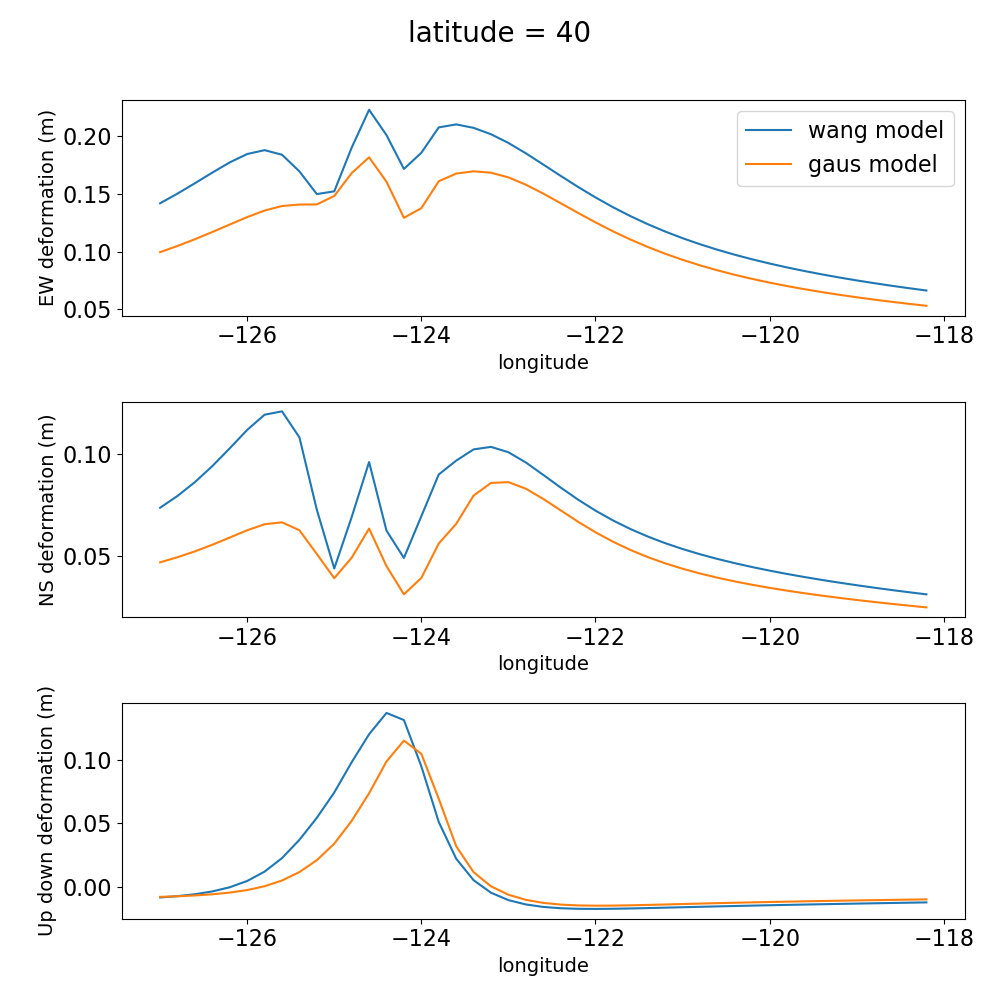 latitude = 40
EW deformation (m)
0.20
0.15
0.10
0.05
wang model
gaus model
−126
−124
−122
−120
−118
longitude
NS deformation (m)
0.10
0.05
−126
−124
−122
−120
−118
longitude
Up down deformation (m)
0.10
0.05
0.00
−126
−124
−122
−120
−118
longitude